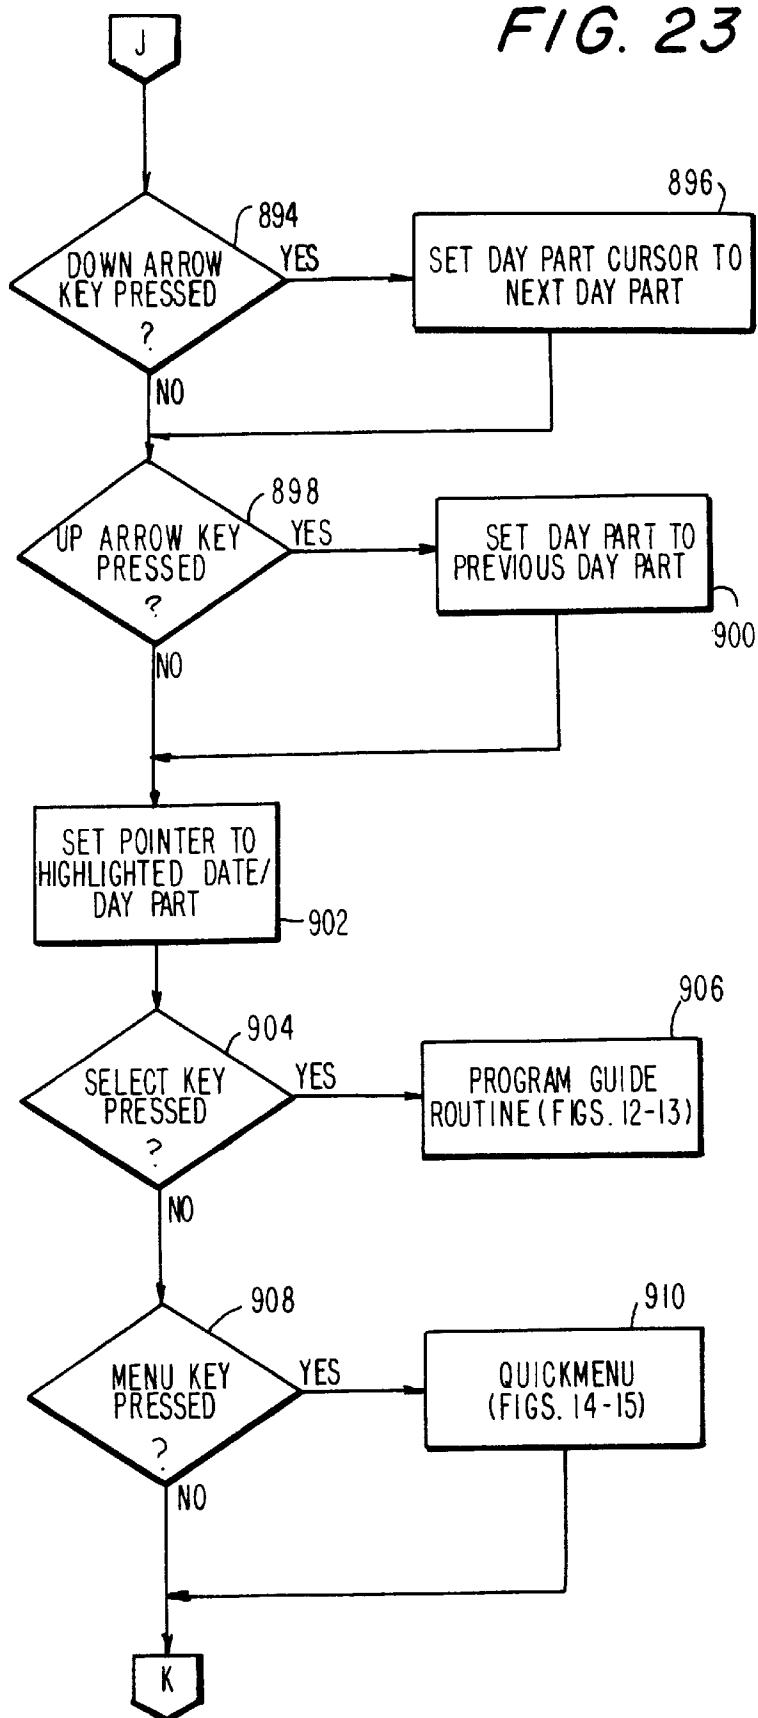 FIG. 23
J
894
DOWN ARROW
KEY PRESSED
?
YES
896
SET DAY PART CURSOR TO
NEXT DAY PART
NO
898
UP ARROW KEY
PRESSED
?
YES
SET DAY PART TO
PREVIOUS DAY PART
900
NO
SET POINTER TO
HIGHLIGHTED DATE/
DAY PART
902
904
SELECT KEY
PRESSED
?
YES
906
PROGRAM GUIDE
ROUTINE (FIGS. 12-13)
NO
908
MENU KEY
PRESSED
?
YES
910
QUICKMENU
(FIGS. 14-15)
NO
K